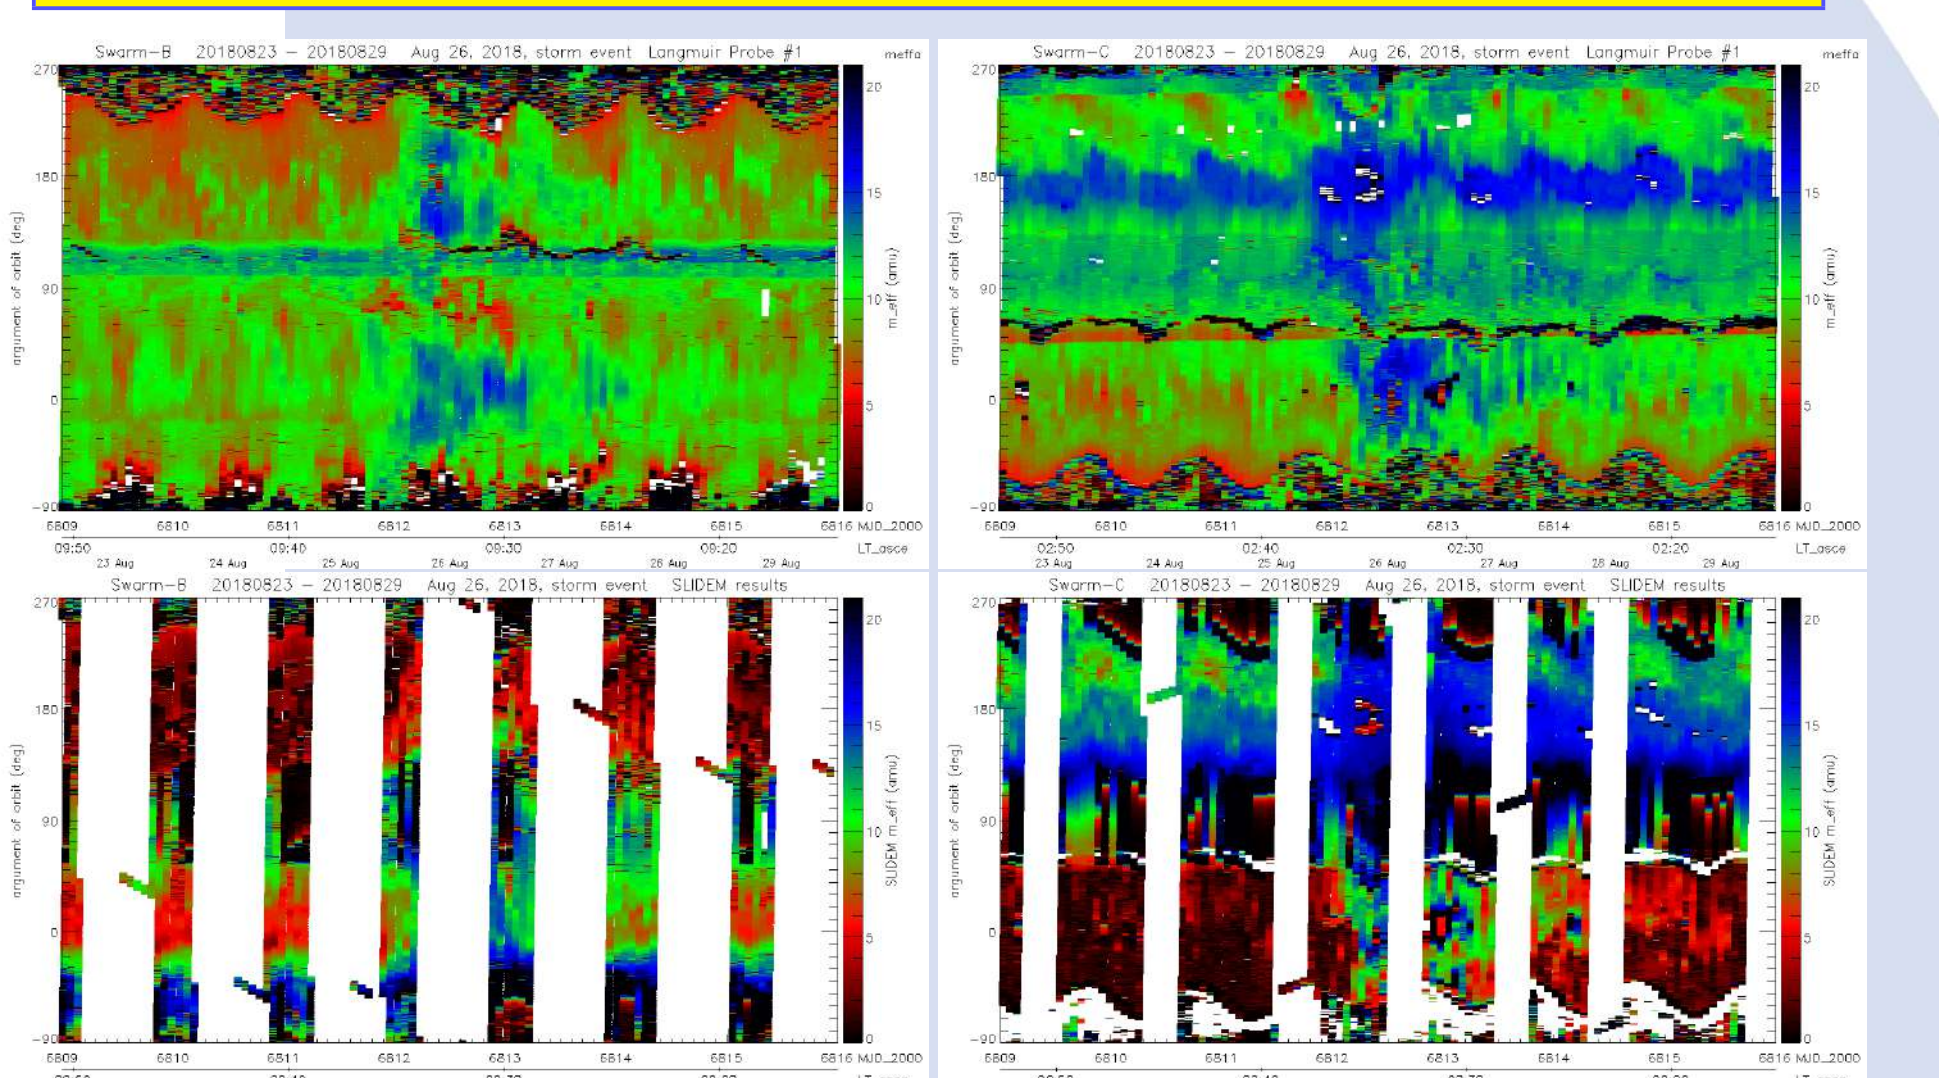 Swarm-B 20180823 - 20180829 Aug 26, 2018, storm event Langmuir Probe #1 meffa
270
180
90
0
-90
argument of orbit (deg)
20
15
10
5
0
m_eff (amu)
6809 6810 6811 6812 6813 6814 6815 6816 MJD_2000
09:50 09:40 09:30 09:20 LT_asce
23 Aug 24 Aug 25 Aug 26 Aug 27 Aug 28 Aug 29 Aug
Swarm-C 20180823 - 20180829 Aug 26, 2018, storm event Langmuir Probe #1 meffa
270
180
90
0
-90
argument of orbit (deg)
20
15
10
5
0
m_eff (amu)
6809 6810 6811 6812 6813 6814 6815 6816 MJD_2000
02:50 02:40 02:30 02:20 LT_asce
23 Aug 24 Aug 25 Aug 26 Aug 27 Aug 28 Aug 29 Aug
Swarm-B 20180823 - 20180829 Aug 26, 2018, storm event SLIDEM results
270
180
90
0
-90
argument of orbit (deg)
20
15
10
5
0
SLIDEM m_eff (amu)
6809 6810 6811 6812 6813 6814 6815 6816 MJD_2000
Swarm-C 20180823 - 20180829 Aug 26, 2018, storm event SLIDEM results
270
180
90
0
-90
argument of orbit (deg)
20
15
10
5
0
SLIDEM m_eff (amu)
6809 6810 6811 6812 6813 6814 6815 6816 MJD_2000